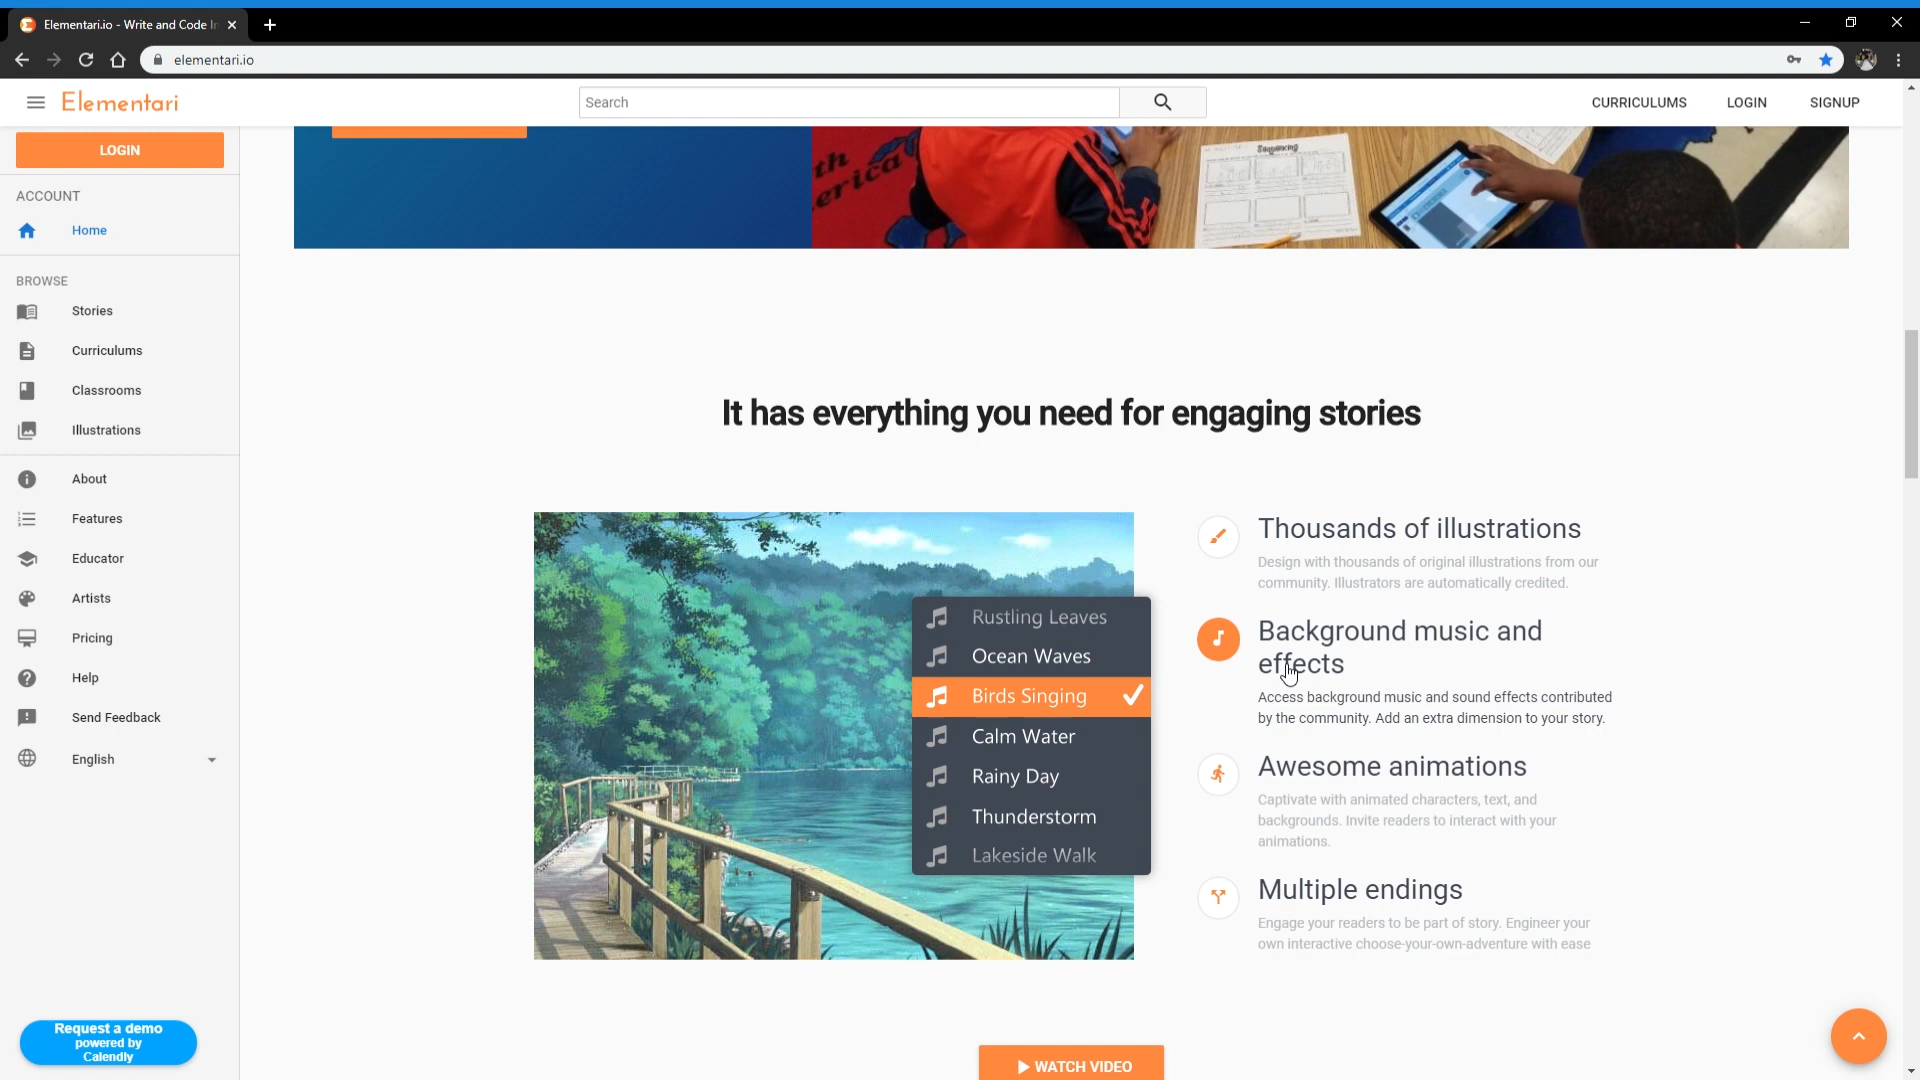 Elementari.io - Write and Code In
elementari.io
Elementari
Search
CURRICULUMS
LOGIN
SIGNUP
LOGIN
ACCOUNT
Home
BROWSE
Stories
Curriculums
Classrooms
Illustrations
About
Features
Educator
Artists
Pricing
Help
Send Feedback
English
Request a demo
powered by
Calendly
th
erica
Sequencing
It has everything you need for engaging stories
Rustling Leaves
Ocean Waves
Birds Singing
Calm Water
Rainy Day
Thunderstorm
Lakeside Walk
Thousands of illustrations
Design with thousands of original illustrations from our
community. Illustrators are automatically credited.
Background music and
effects
Access background music and sound effects contributed
by the community. Add an extra dimension to your story.
Awesome animations
Captivate with animated characters, text, and
backgrounds. Invite readers to interact with your
animations.
Multiple endings
Engage your readers to be part of story. Engineer your
own interactive choose-your-own-adventure with ease
WATCH VIDEO